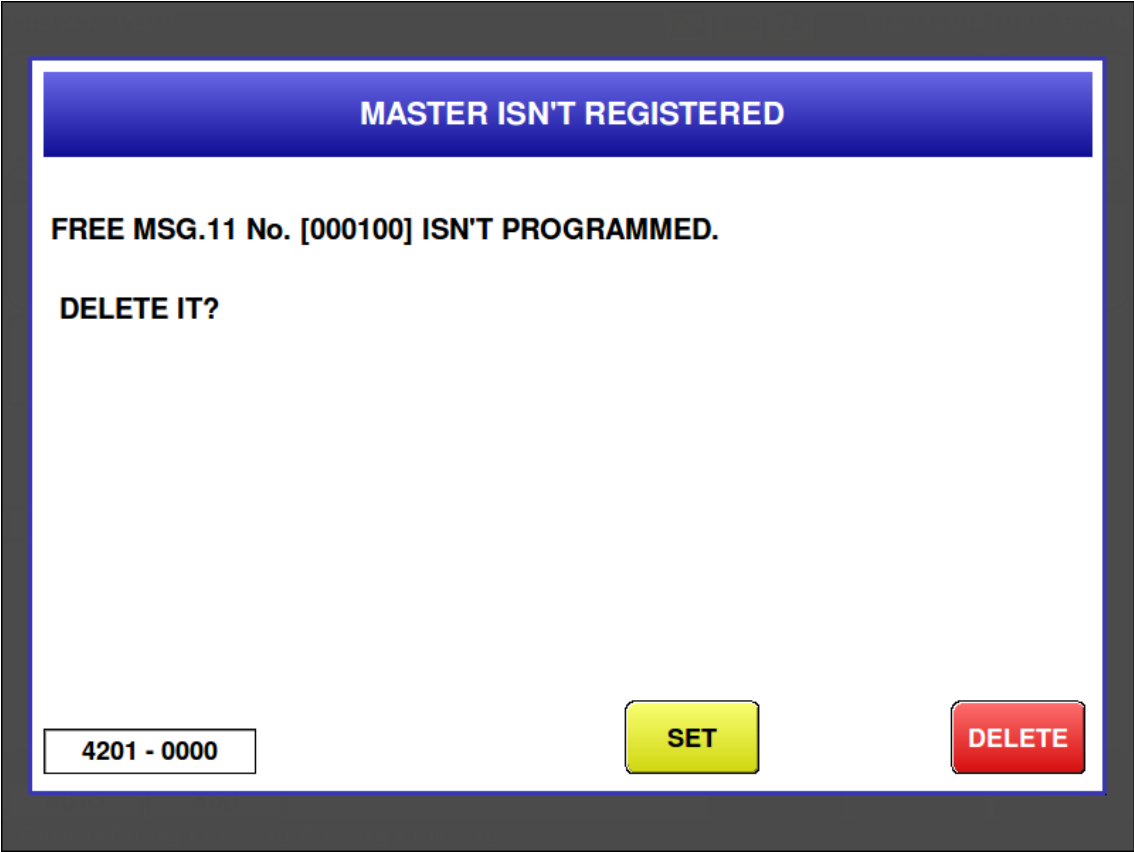 MASTER ISN'T REGISTERED
FREE MSG.11 No. [000100] ISN'T PROGRAMMED.
DELETE IT?
4201 - 0000
SET
DELETE